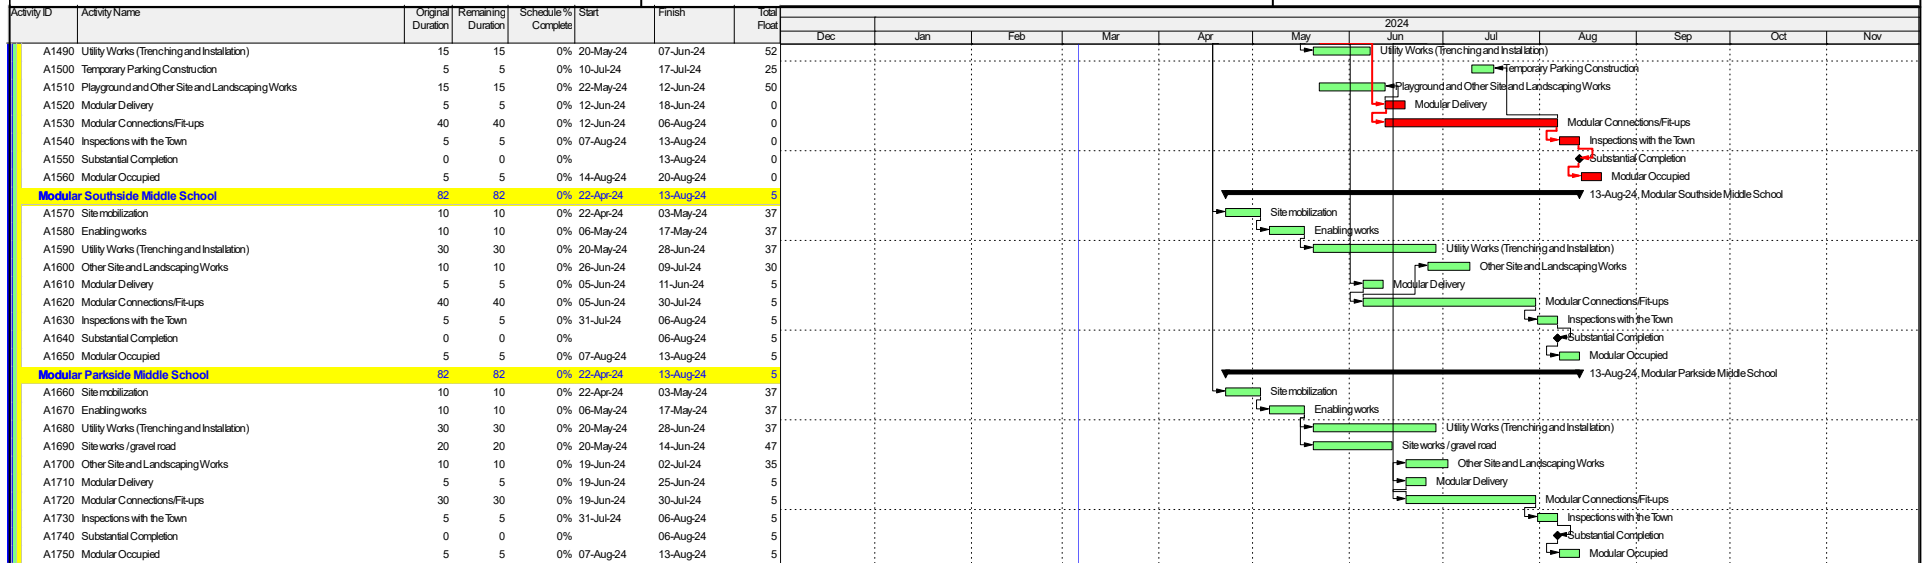 Activity ID Activity Name Original Duration Remaining Duration Schedule % Complete Start Finish Total Float
2024
Dec Jan Feb Mar Apr May Jun Jul Aug Sep Oct Nov
A1490 Utility Works (Trenching and Installation) 15 15 0% 20-May-24 07-Jun-24 52 Utility Works (Trenching and Installation)
A1500 Temporary Parking Construction 5 5 0% 10-Jul-24 17-Jul-24 25 Temporary Parking Construction
A1510 Playground and Other Site and Landscaping Works 15 15 0% 22-May-24 12-Jun-24 50 Playground and Other Site and Landscaping Works
A1520 Modular Delivery 5 5 0% 12-Jun-24 18-Jun-24 0 Modular Delivery
A1530 Modular Connections/Fit-ups 40 40 0% 12-Jun-24 06-Aug-24 0 Modular Connections/Fit-ups
A1540 Inspections with the Town 5 5 0% 07-Aug-24 13-Aug-24 0 Inspections with the Town
A1550 Substantial Completion 0 0 0% 13-Aug-24 0 Substantial Completion
A1560 Modular Occupied 5 5 0% 14-Aug-24 20-Aug-24 0 Modular Occupied
Modular Southside Middle School 82 82 0% 22-Apr-24 13-Aug-24 5 13-Aug-24, Modular Southside Middle School
A1570 Site mobilization 10 10 0% 22-Apr-24 03-May-24 37 Site mobilization
A1580 Enabling works 10 10 0% 06-May-24 17-May-24 37 Enabling works
A1590 Utility Works (Trenching and Installation) 30 30 0% 20-May-24 28-Jun-24 37 Utility Works (Trenching and Installation)
A1600 Other Site and Landscaping Works 10 10 0% 26-Jun-24 09-Jul-24 30 Other Site and Landscaping Works
A1610 Modular Delivery 5 5 0% 05-Jun-24 11-Jun-24 5 Modular Delivery
A1620 Modular Connections/Fit-ups 40 40 0% 05-Jun-24 30-Jul-24 5 Modular Connections/Fit-ups
A1630 Inspections with the Town 5 5 0% 31-Jul-24 06-Aug-24 5 Inspections with the Town
A1640 Substantial Completion 0 0 0% 06-Aug-24 5 Substantial Completion
A1650 Modular Occupied 5 5 0% 07-Aug-24 13-Aug-24 5 Modular Occupied
Modular Parkside Middle School 82 82 0% 22-Apr-24 13-Aug-24 5 13-Aug-24, Modular Parkside Middle School
A1660 Site mobilization 10 10 0% 22-Apr-24 03-May-24 37 Site mobilization
A1670 Enabling works 10 10 0% 06-May-24 17-May-24 37 Enabling works
A1680 Utility Works (Trenching and Installation) 30 30 0% 20-May-24 28-Jun-24 37 Utility Works (Trenching and Installation)
A1690 Site works / gravel road 20 20 0% 20-May-24 14-Jun-24 47 Site works / gravel road
A1700 Other Site and Landscaping Works 10 10 0% 19-Jun-24 02-Jul-24 35 Other Site and Landscaping Works
A1710 Modular Delivery 5 5 0% 19-Jun-24 25-Jun-24 5 Modular Delivery
A1720 Modular Connections/Fit-ups 30 30 0% 19-Jun-24 30-Jul-24 5 Modular Connections/Fit-ups
A1730 Inspections with the Town 5 5 0% 31-Jul-24 06-Aug-24 5 Inspections with the Town
A1740 Substantial Completion 0 0 0% 06-Aug-24 5 Substantial Completion
A1750 Modular Occupied 5 5 0% 07-Aug-24 13-Aug-24 5 Modular Occupied